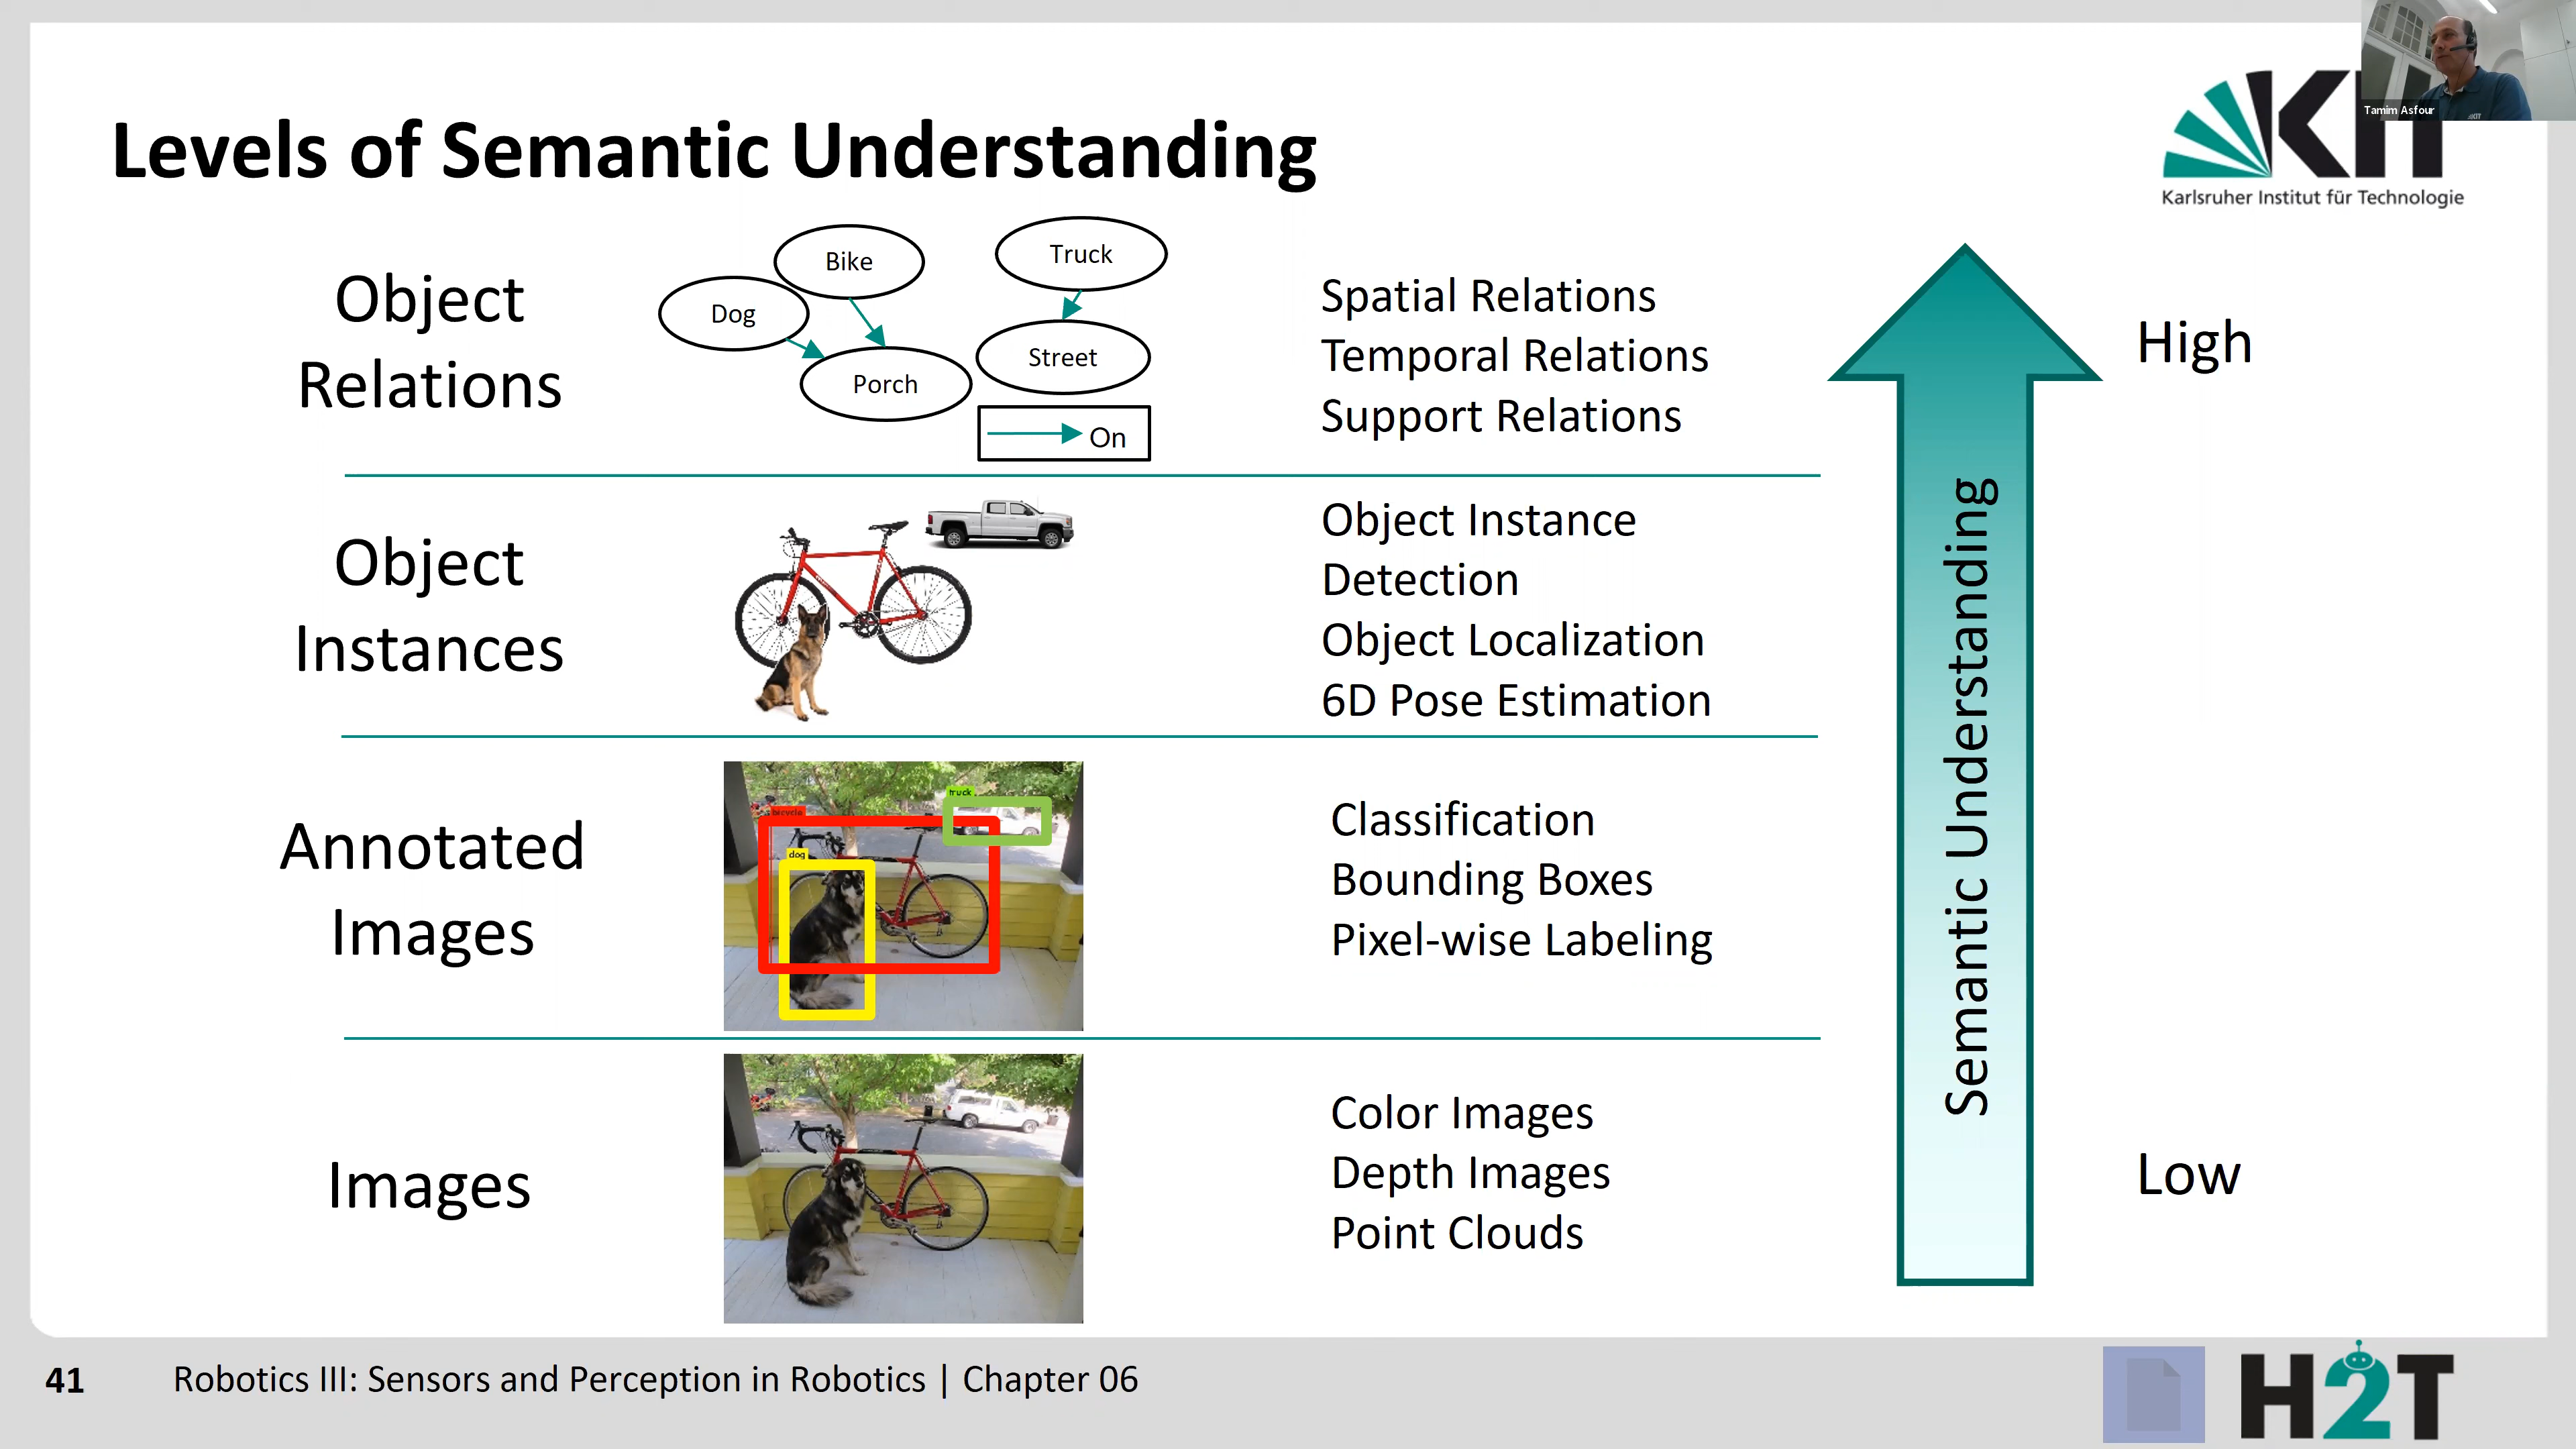 Tamim Asfour
KIT
Karlsruher Institut für Technologie
Levels of Semantic Understanding
Object
Relations
Bike
Truck
Dog
Street
Porch
On
Spatial Relations
Temporal Relations
Support Relations
High
Object
Instances
Object Instance
Detection
Object Localization
6D Pose Estimation
Semantic Understanding
Annotated
Images
truck
bicycle
dog
Classification
Bounding Boxes
Pixel-wise Labeling
Images
Color Images
Depth Images
Point Clouds
Low
41
Robotics III: Sensors and Perception in Robotics | Chapter 06
H2T